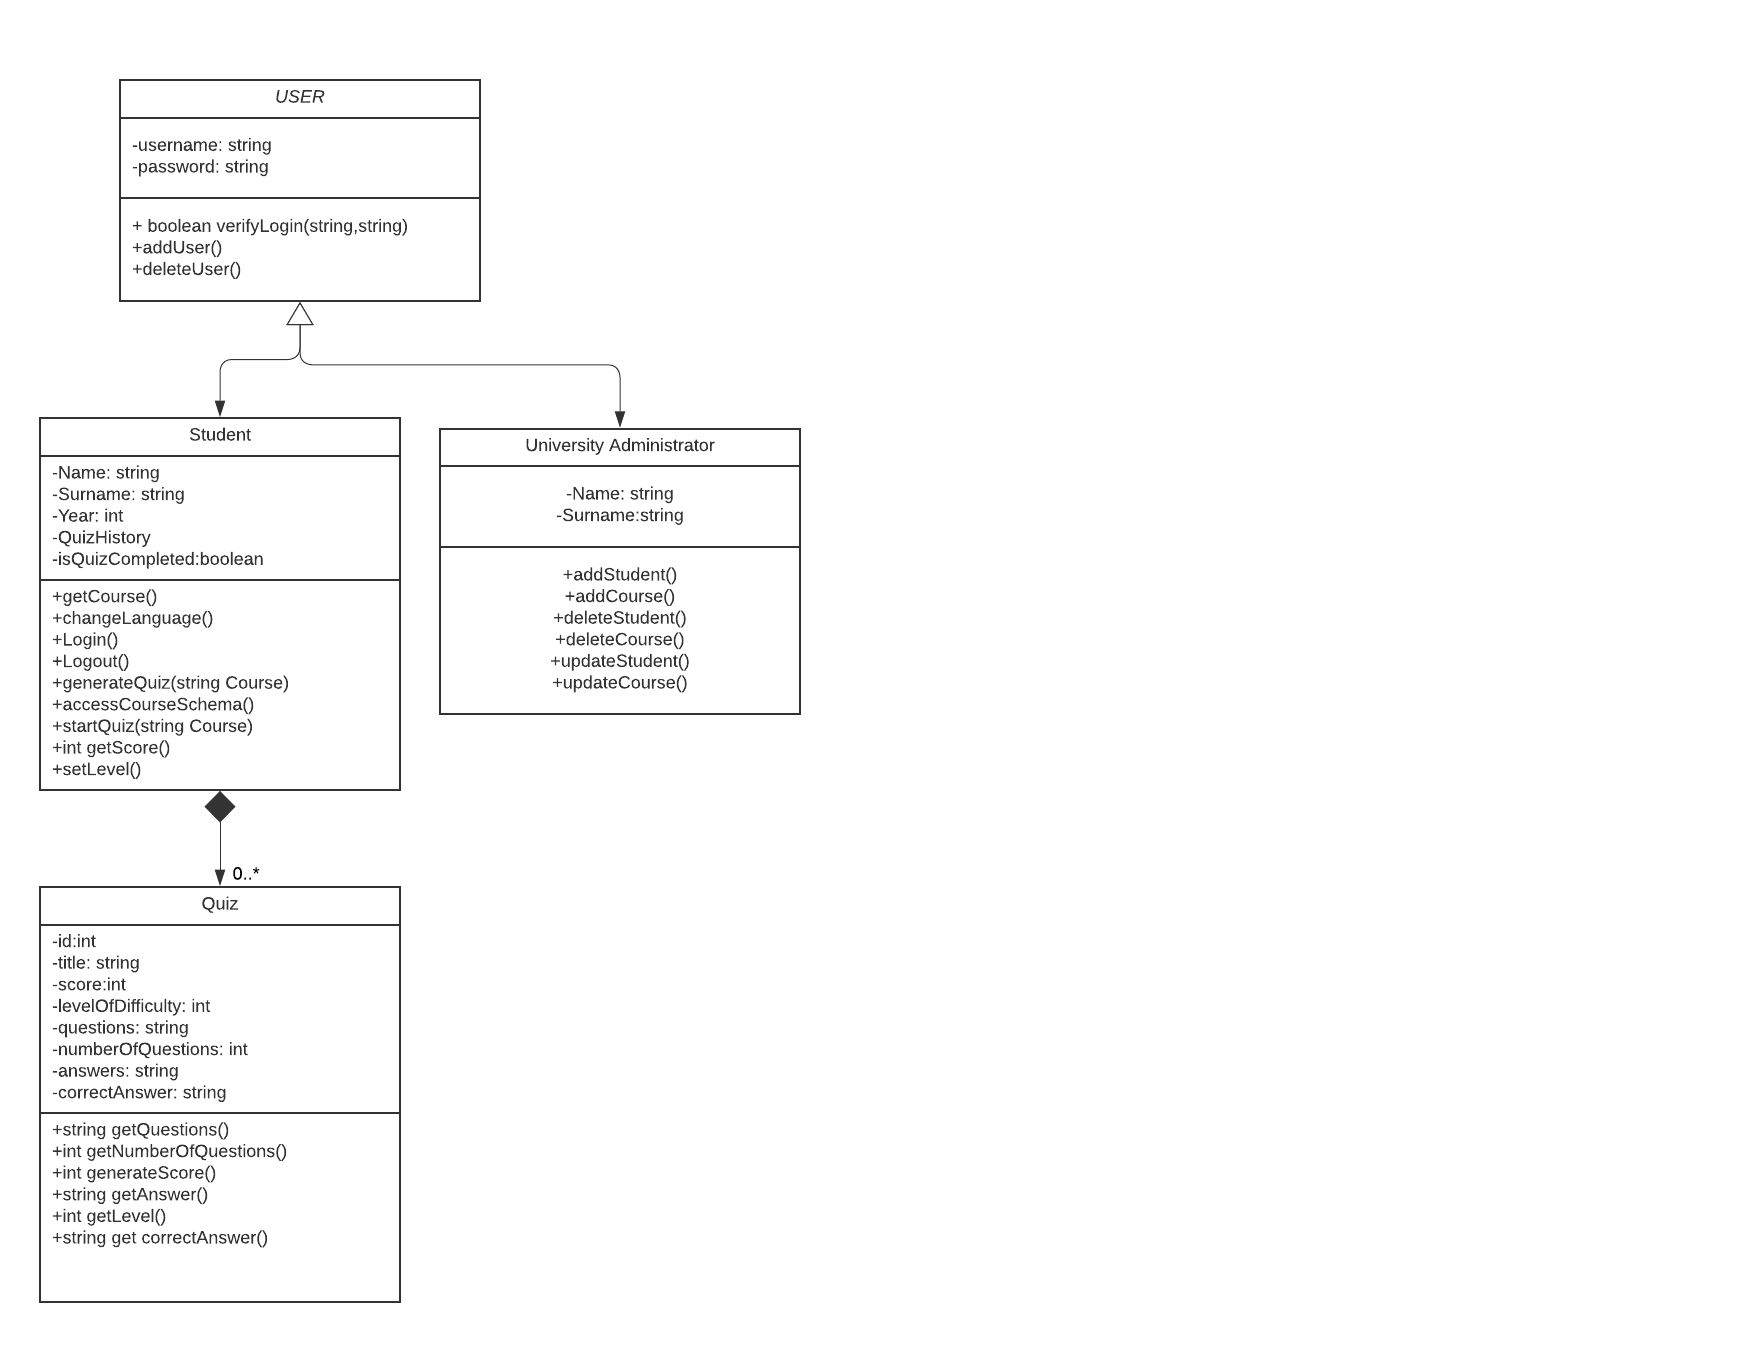 USER
-username: string
-password: string
+ boolean verifyLogin(string,string)
+addUser()
+deleteUser()
Student
-Name: string
-Surname: string
-Year: int
-QuizHistory
-isQuizCompleted:boolean
+getCourse()
+changeLanguage()
+Login()
+Logout()
+generateQuiz(string Course)
+accessCourseSchema()
+startQuiz(string Course)
+int getScore()
+setLevel()
University Administrator
-Name: string
-Surname:string
+addStudent()
+addCourse()
+deleteStudent()
+deleteCourse()
+updateStudent()
+updateCourse()
0..*
Quiz
-id:int
-title: string
-score:int
-levelOfDifficulty: int
-questions: string
-numberOfQuestions: int
-answers: string
-correctAnswer: string
+string getQuestions()
+int getNumberOfQuestions()
+int generateScore()
+string getAnswer()
+int getLevel()
+string get correctAnswer()